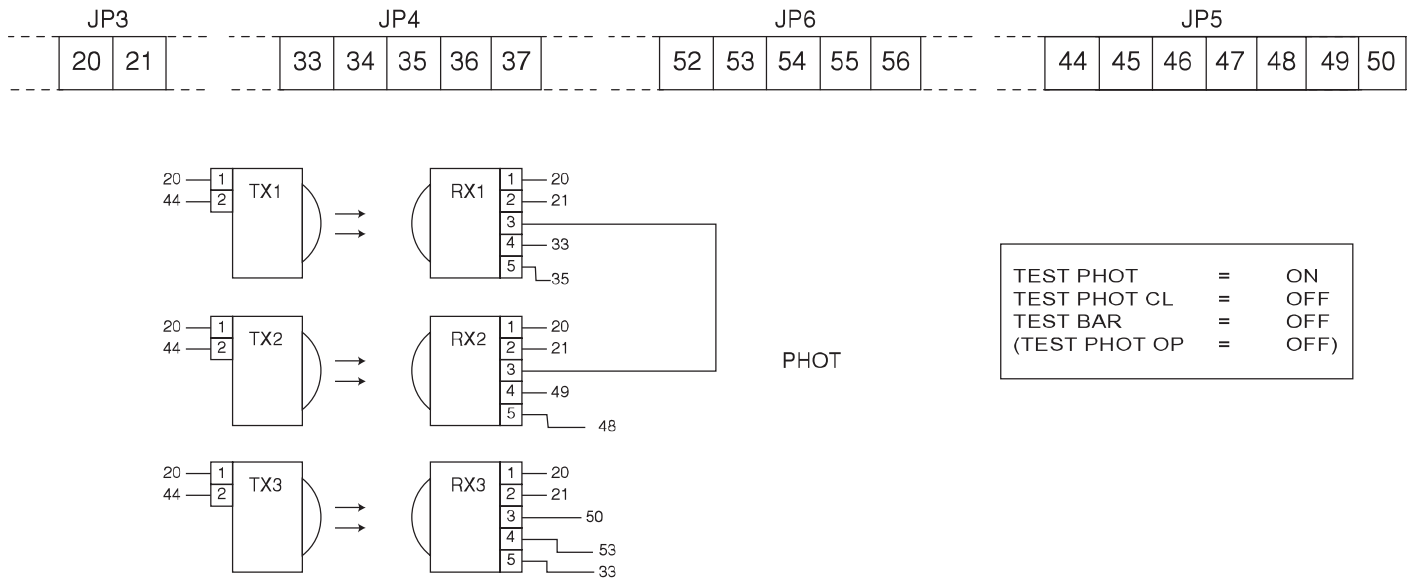 JP3 JP4 JP6 JP5
20 21 33 34 35 36 37 52 53 54 55 56 44 45 46 47 48 49 50
20 1 TX1 RX1 1 20
44 2 2 21
3
4 33
5 35
20 1 TX2 RX2 1 20
44 2 2 21
3
4 49
5 48
PHOT
20 1 TX3 RX3 1 20
44 2 2 21
3 50
4 53
5 33
TEST PHOT = ON
TEST PHOT CL = OFF
TEST BAR = OFF
(TEST PHOT OP = OFF)